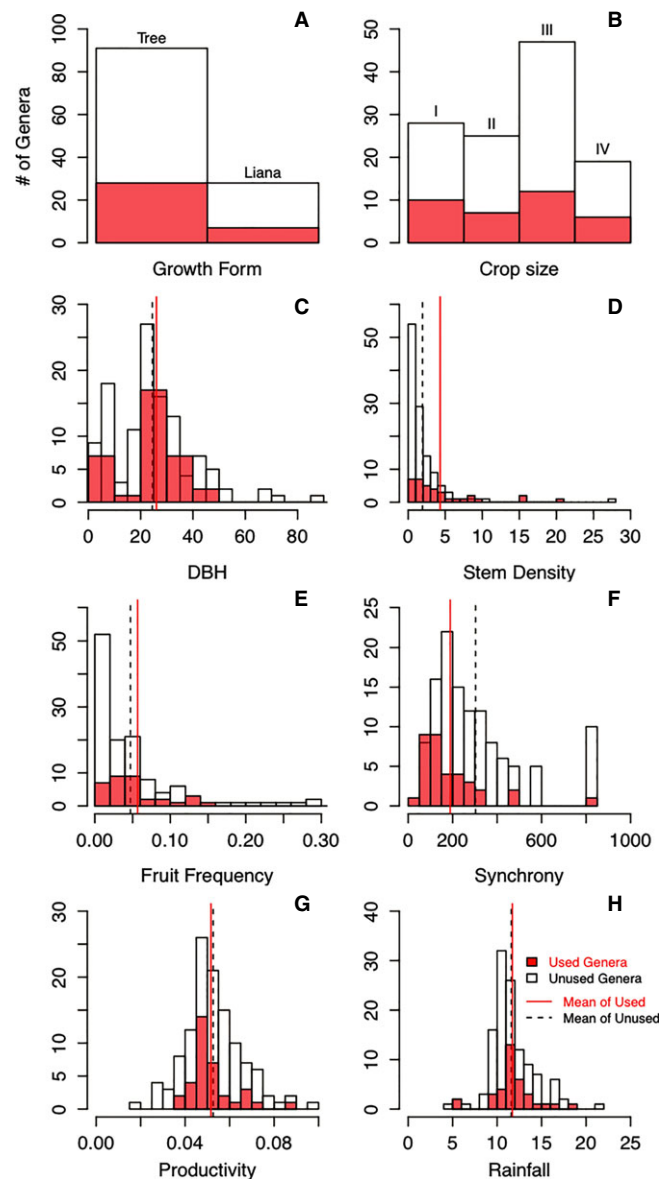 A
B
100
80
60
40
20
0
# of Genera
Tree
Liana
Growth Form
50
40
30
20
10
0
I
II
III
IV
Crop size
C
D
30
20
15
10
5
0
0 20 40 60 80
DBH
50
30
10
0
0 5 10 15 20 25 30
Stem Density
E
F
50
30
10
0
0.00 0.10 0.20 0.30
Fruit Frequency
25
20
15
10
5
0
0 200 600 1000
Synchrony
G
H
30
20
10
5
0
0.00 0.04 0.08
Productivity
40
30
20
10
0
Used Genera
Unused Genera
Mean of Used
Mean of Unused
0 5 10 15 20 25
Rainfall